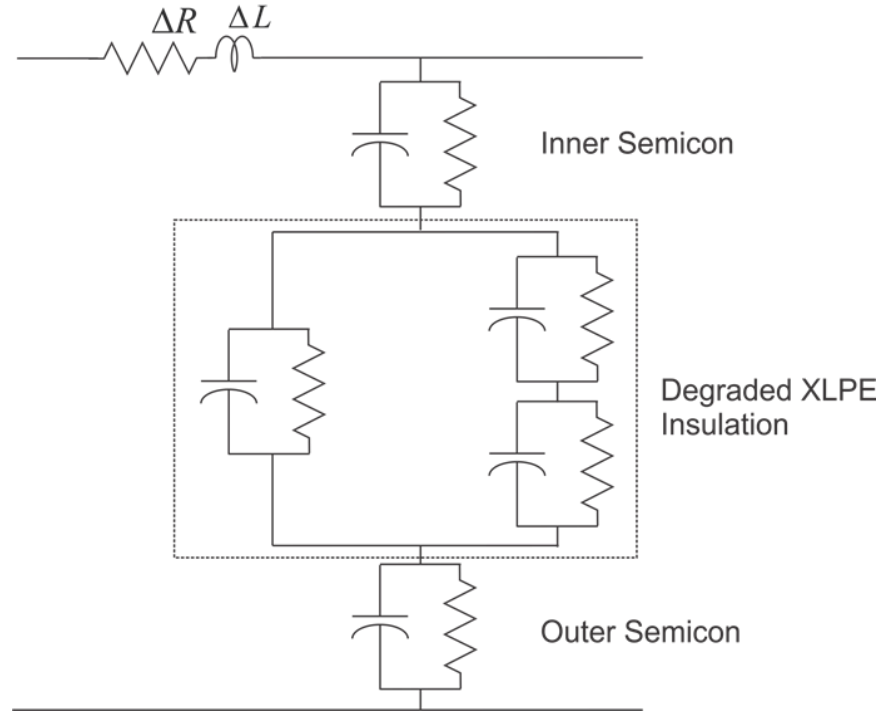 ΔR ΔL
Inner Semicon
Degraded XLPE
Insulation
Outer Semicon